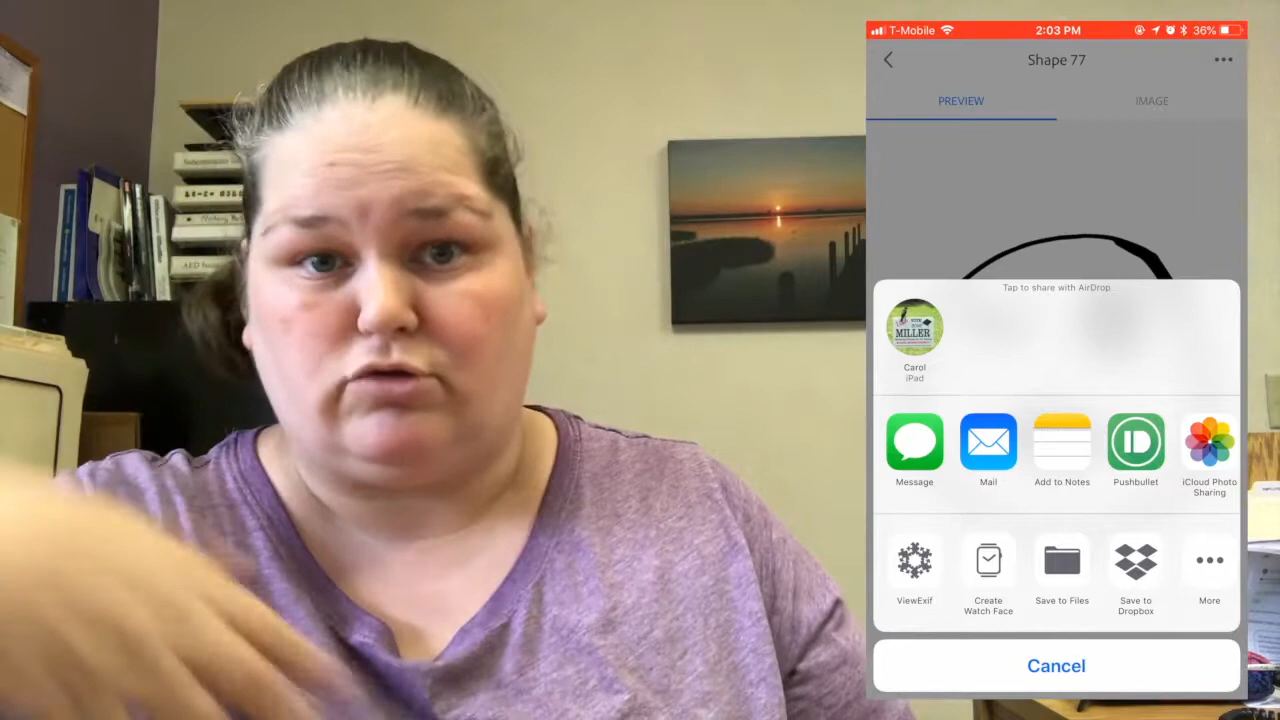 T-Mobile 2:03 PM 36%
Shape 77
PREVIEW IMAGE
Tap to share with AirDrop
MILLER
Carol
iPad
Message Mail Add to Notes Pushbullet iCloud Photo
Sharing
ViewExif Create
Watch Face Save to Files Save to
Dropbox More
Cancel